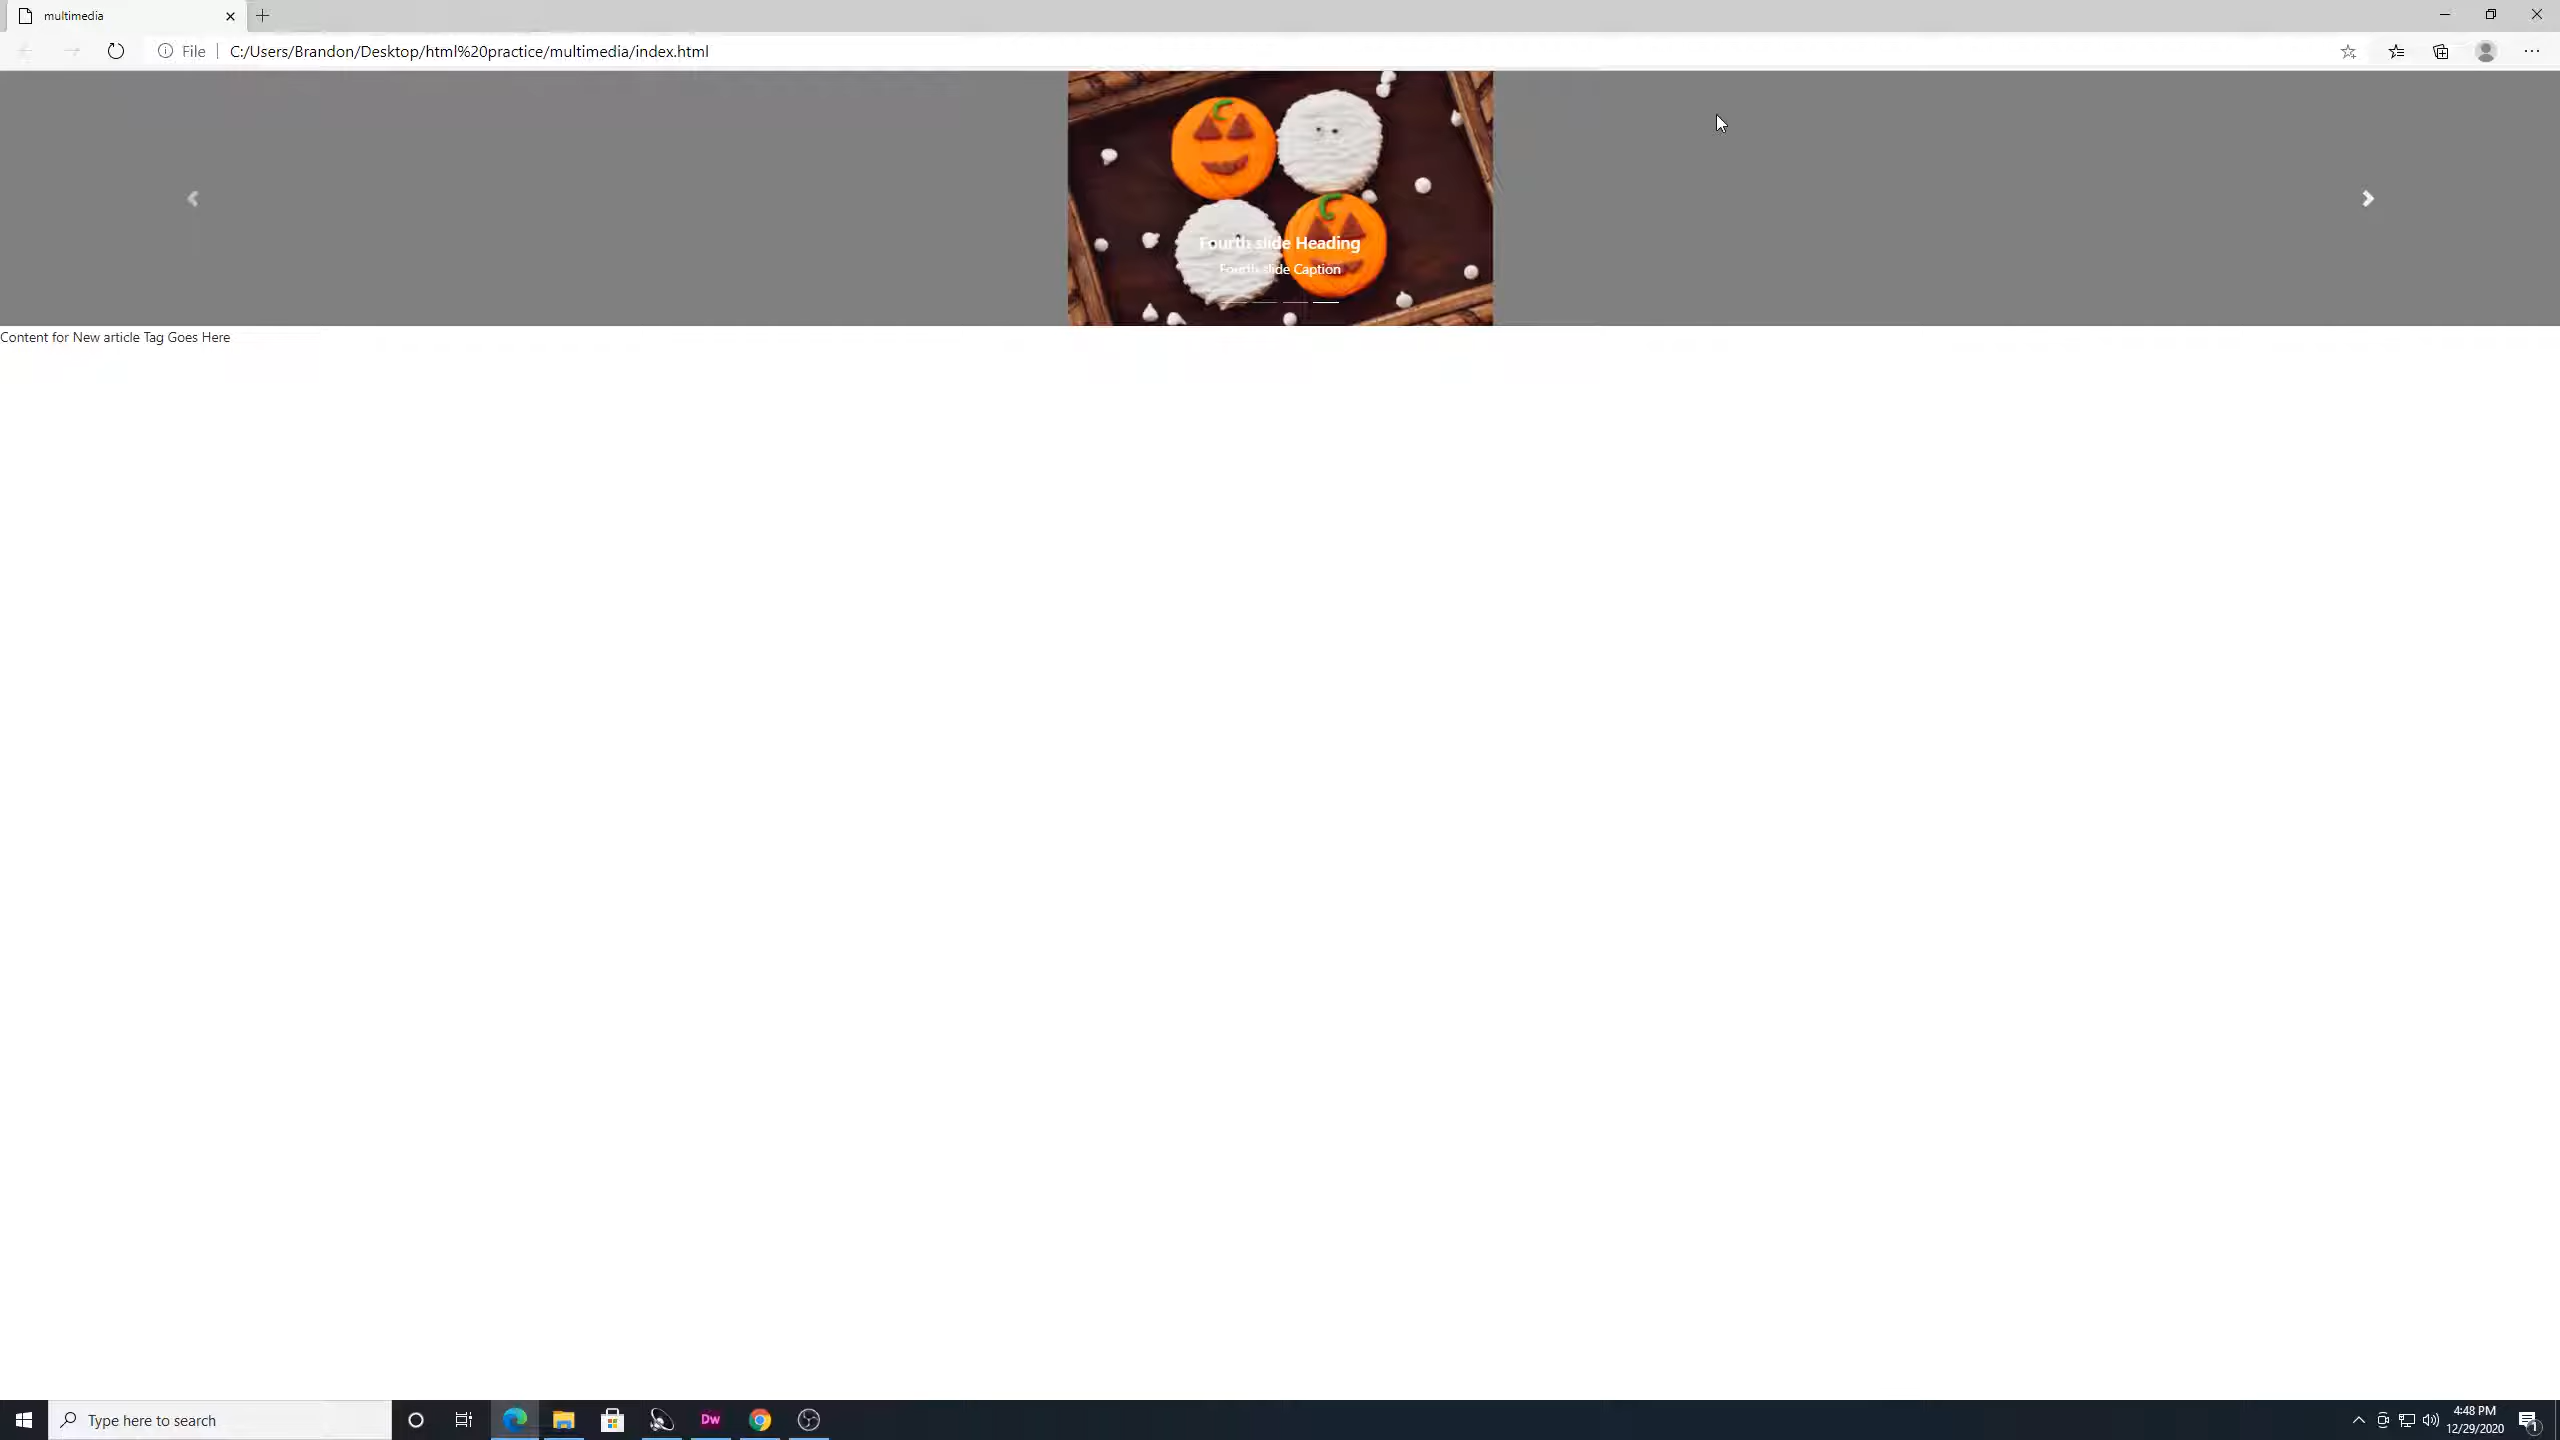 multimedia
File
C:/Users/Brandon/Desktop/html%20practice/multimedia/index.html
Fourth slide Heading
Fourth slide Caption
Content for New article Tag Goes Here
Type here to search
Dw
4:48 PM
12/29/2020
1